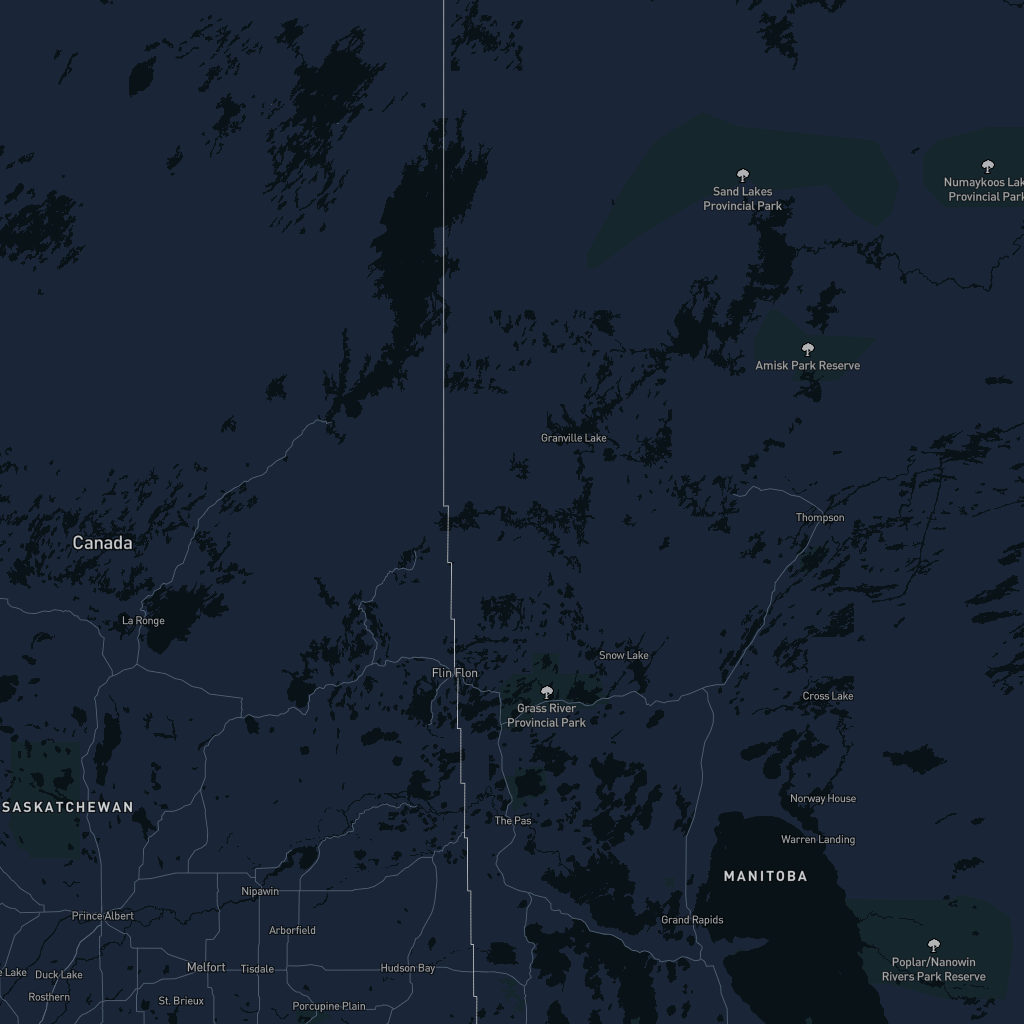 Sand Lakes
Provincial Park
Numaykoos Lak
Provincial Park
Amisk Park Reserve
Granville Lake
Thompson
Canada
La Ronge
Snow Lake
Flin Flon
Cross Lake
Grass River
Provincial Park
Norway House
SASKATCHEWAN
The Pas
Warren Landing
MANITOBA
Nipawin
Prince Albert
Grand Rapids
Arborfield
Poplar/Nanowin
Rivers Park Reserve
e Lake
Duck Lake
Melfort
Tisdale
Hudson Bay
Rosthern
St. Brieux
Porcupine Plain